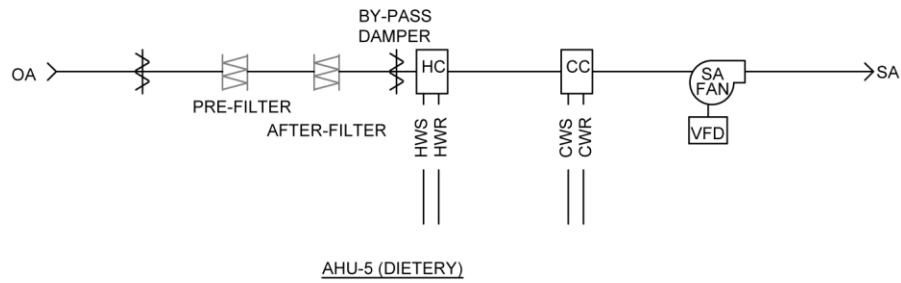 BY-PASS
DAMPER
OA
HC
CC
SA
FAN
SA
PRE-FILTER
AFTER-FILTER
HWS
HWR
CWS
CWR
VFD
AHU-5 (DIETERY)